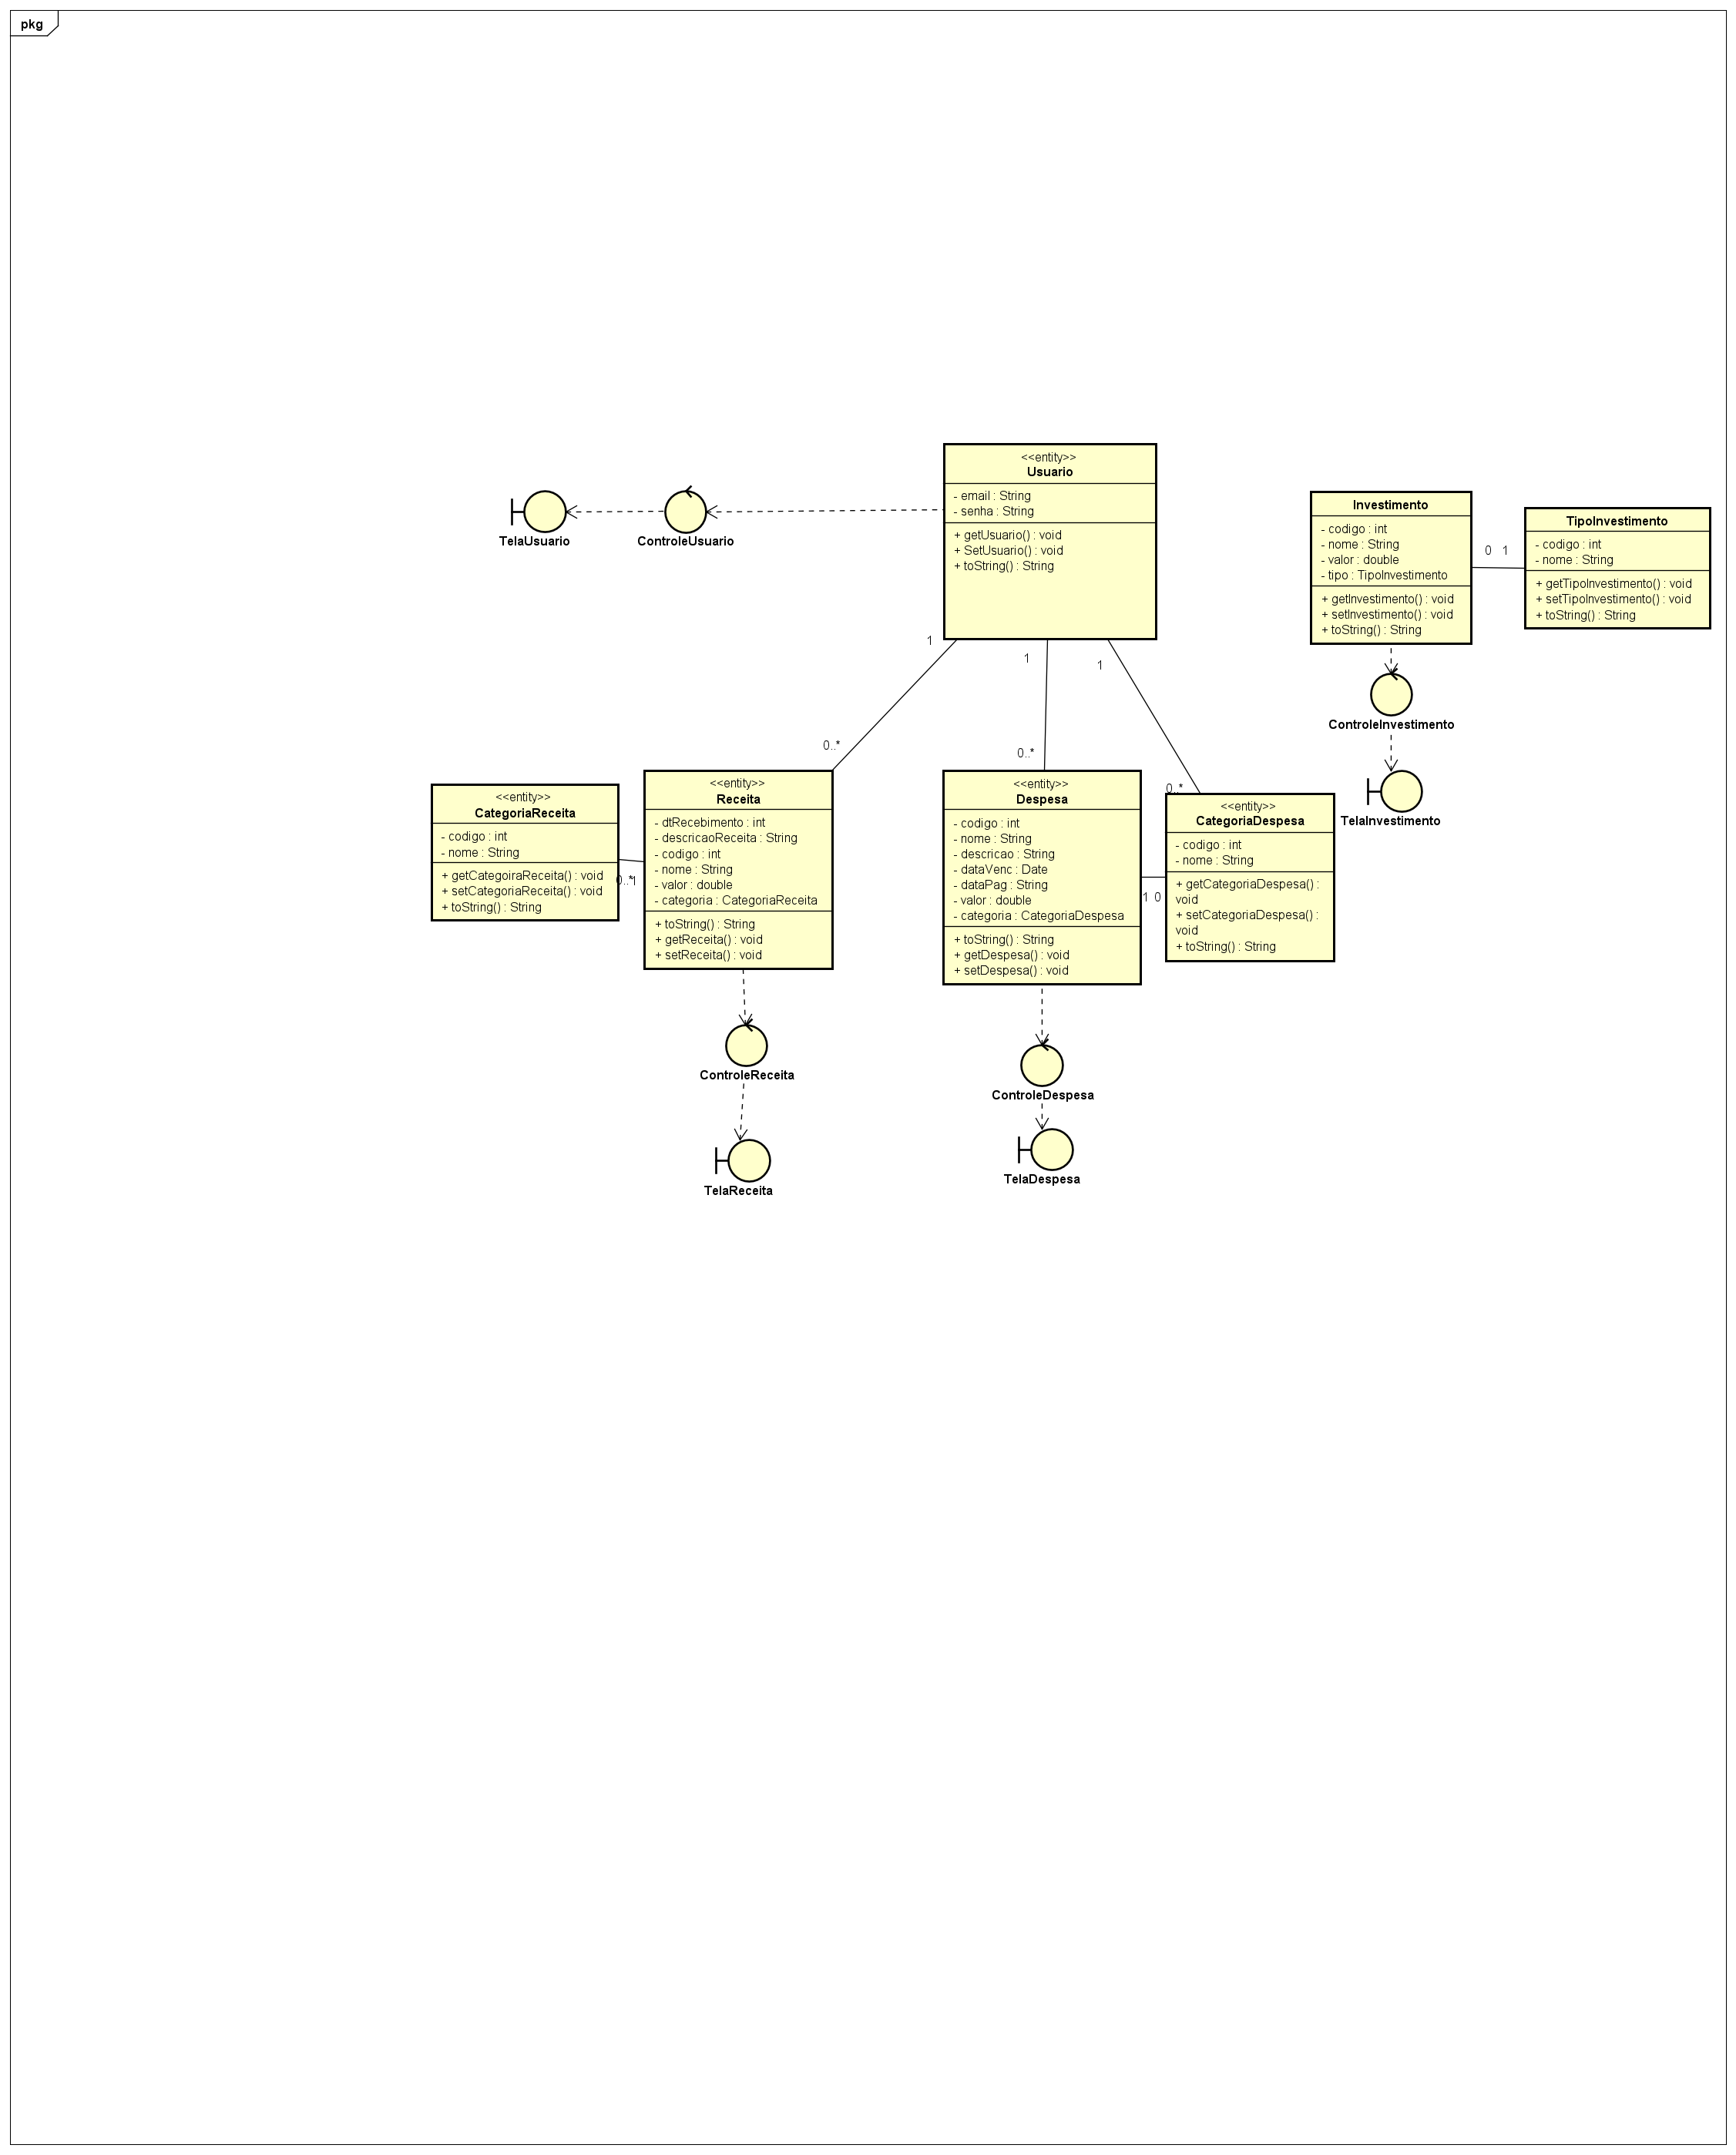 pkg
<<entity>>
Usuario
- email : String
- senha : String
+ getUsuario() : void
+ SetUsuario() : void
+ toString() : String
TelaUsuario
ControleUsuario
Investimento
- codigo : int
- nome : String
- valor : double
- tipo : TipoInvestimento
+ getInvestimento() : void
+ setInvestimento() : void
+ toString() : String
0
1
TipoInvestimento
- codigo : int
- nome : String
+ getTipoInvestimento() : void
+ setTipoInvestimento() : void
+ toString() : String
ControleInvestimento
TelaInvestimento
1
1
1
0..*
0..*
0..*
<<entity>>
CategoriaReceita
- codigo : int
- nome : String
+ getCategoiraReceita() : void
+ setCategoriaReceita() : void
+ toString() : String
0..*
1
<<entity>>
Receita
- dtRecebimento : int
- descricaoReceita : String
- codigo : int
- nome : String
- valor : double
- categoria : CategoriaReceita
+ toString() : String
+ getReceita() : void
+ setReceita() : void
<<entity>>
Despesa
- codigo : int
- nome : String
- descricao : String
- dataVenc : Date
- dataPag : String
- valor : double
- categoria : CategoriaDespesa
+ toString() : String
+ getDespesa() : void
+ setDespesa() : void
1
0
<<entity>>
CategoriaDespesa
- codigo : int
- nome : String
+ getCategoriaDespesa() :
void
+ setCategoriaDespesa() :
void
+ toString() : String
ControleReceita
TelaReceita
ControleDespesa
TelaDespesa